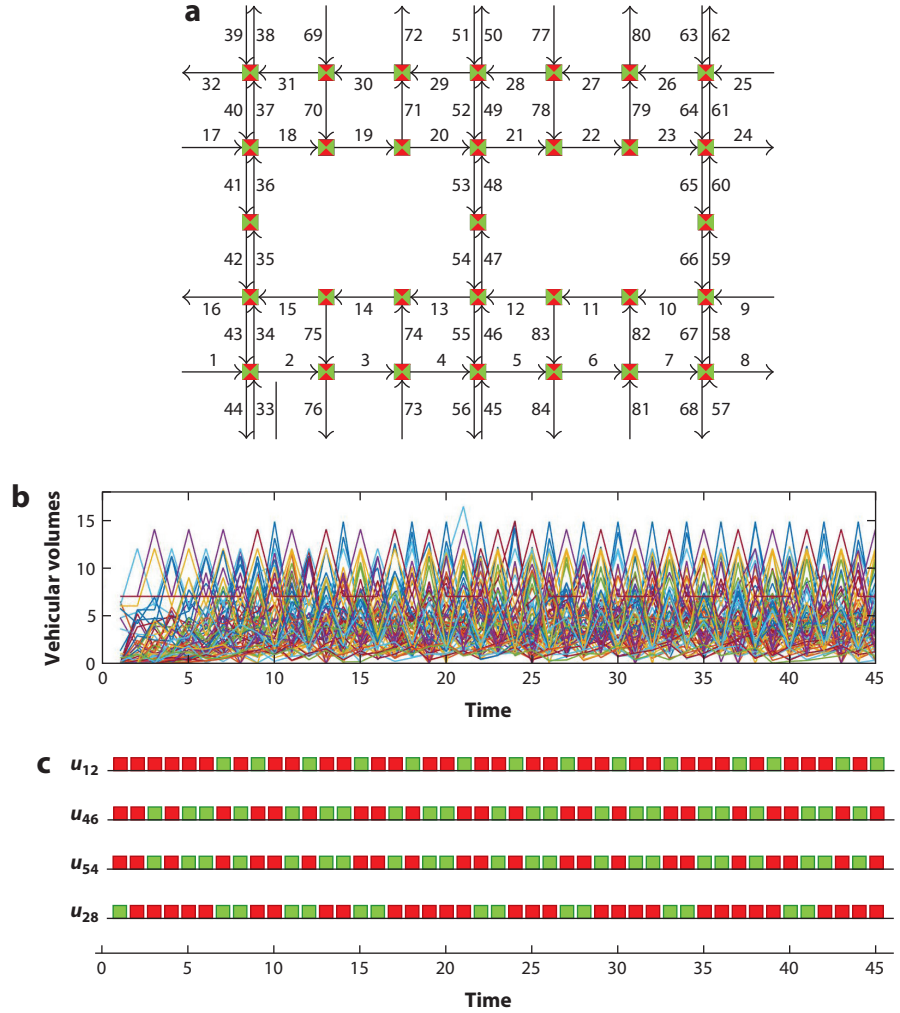 a
39 38 69 72 51 50 77 80 63 62
32 31 30 29 28 27 26 25
40 37 70 71 52 49 78 79 64 61
17 18 19 20 21 22 23 24
41 36 53 48 65 60
42 35 54 47 66 59
16 15 14 13 12 11 10 9
43 34 75 74 55 46 83 82 67 58
1 2 3 4 5 6 7 8
44 33 76 73 56 45 84 81 68 57
b
Vehicular volumes
15
10
5
0
0 5 10 15 20 25 30 35 40 45
Time
c
u12
u46
u54
u28
0 5 10 15 20 25 30 35 40 45
Time